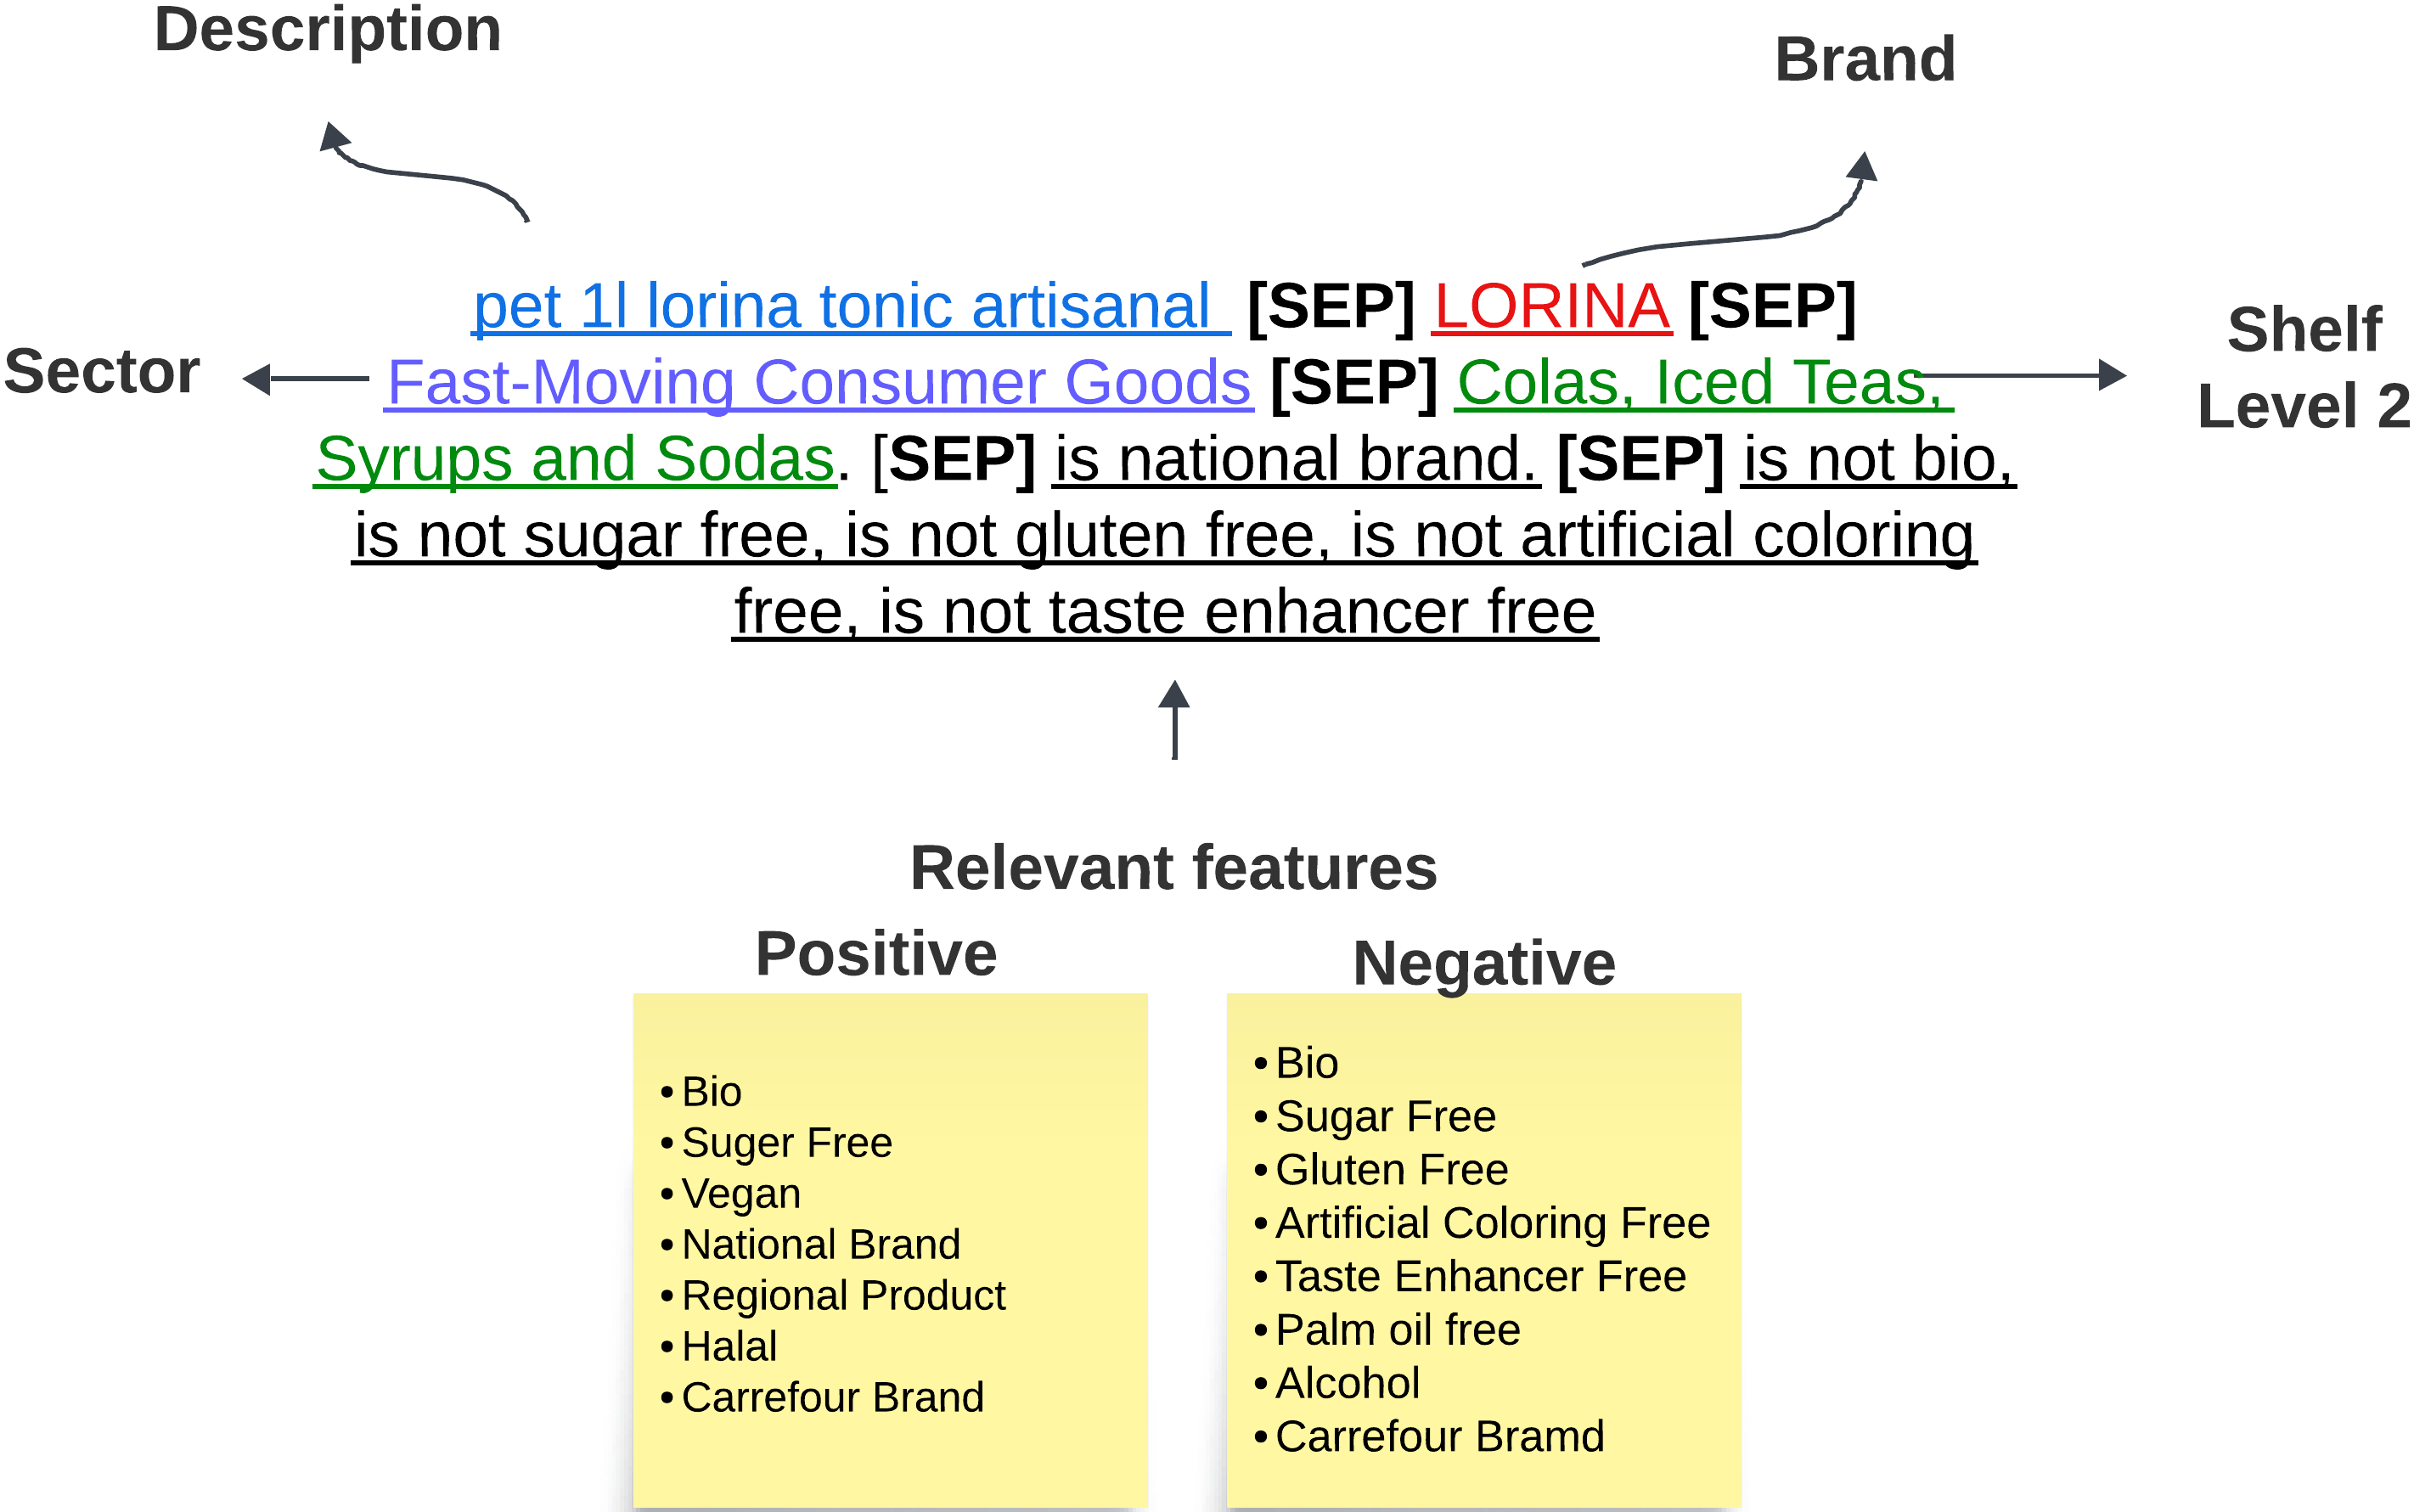 Description
Brand
pet 1l lorina tonic artisanal [SEP] LORINA [SEP]
Sector
Fast-Moving Consumer Goods [SEP] Colas, Iced Teas,
Shelf
Level 2
Syrups and Sodas. [SEP] is national brand. [SEP] is not bio,
is not sugar free, is not gluten free, is not artificial coloring
free, is not taste enhancer free
Relevant features
Positive
• Bio
• Suger Free
• Vegan
• National Brand
• Regional Product
• Halal
• Carrefour Brand
Negative
• Bio
• Sugar Free
• Gluten Free
• Artificial Coloring Free
• Taste Enhancer Free
• Palm oil free
• Alcohol
• Carrefour Bramd